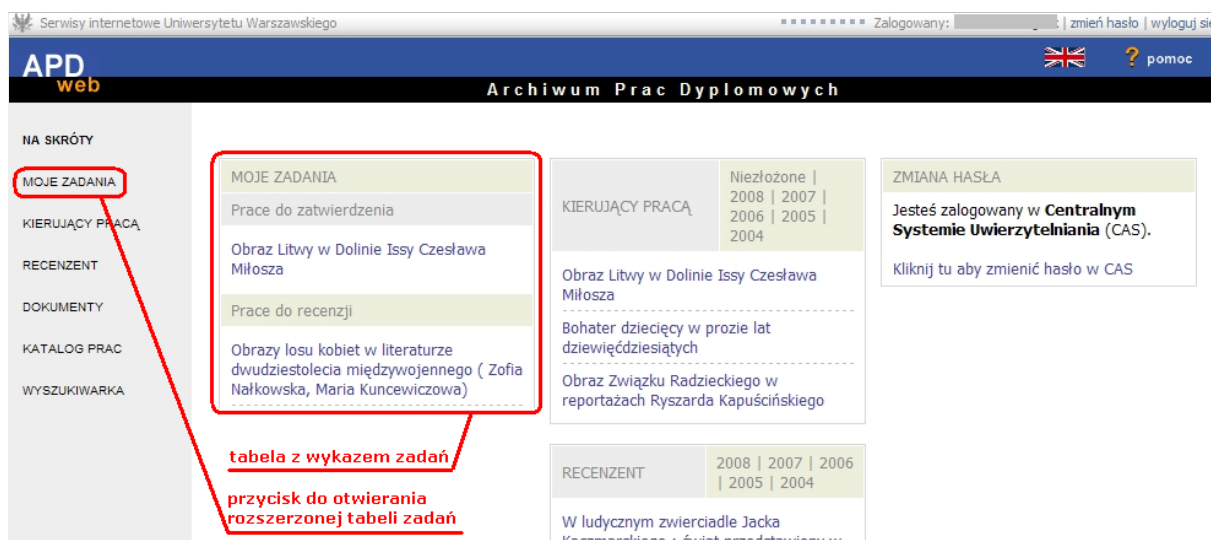 Serwisy internetowe Uniwersytetu Warszawskiego
Zalogowany: | zmień hasło | wyloguj się
APD
web
? pomoc
Archiwum Prac Dyplomowych
NA SKRÓTY
MOJE ZADANIA
KIERUJĄCY PRACĄ
RECENZENT
DOKUMENTY
KATALOG PRAC
WYSZUKIWARKA
MOJE ZADANIA
Prace do zatwierdzenia
Obraz Litwy w Dolinie Issy Czesława
Miłosza
Prace do recenzji
Obrazy losu kobiet w literaturze
dwudziestolecia międzywojennego ( Zofia
Nałkowska, Maria Kuncewiczowa)
tabela z wykazem zadań
przycisk do otwierania
rozszerzonej tabeli zadań
KIERUJĄCY PRACĄ
Niezłożone |
2008 | 2007 |
2006 | 2005 |
2004
Obraz Litwy w Dolinie Issy Czesława
Miłosza
Bohater dziecięcy w prozie lat
dziewięćdziesiątych
Obraz Związku Radzieckiego w
reportażach Ryszarda Kapuścińskiego
RECENZENT
2008 | 2007 | 2006
| 2005 | 2004
W ludycznym zwierciadle Jacka
Kaczmarskiego : świat przedstawiony w
ZMIANA HASŁA
Jesteś zalogowany w Centralnym
Systemie Uwierzytelniania (CAS).
Kliknij tu aby zmienić hasło w CAS